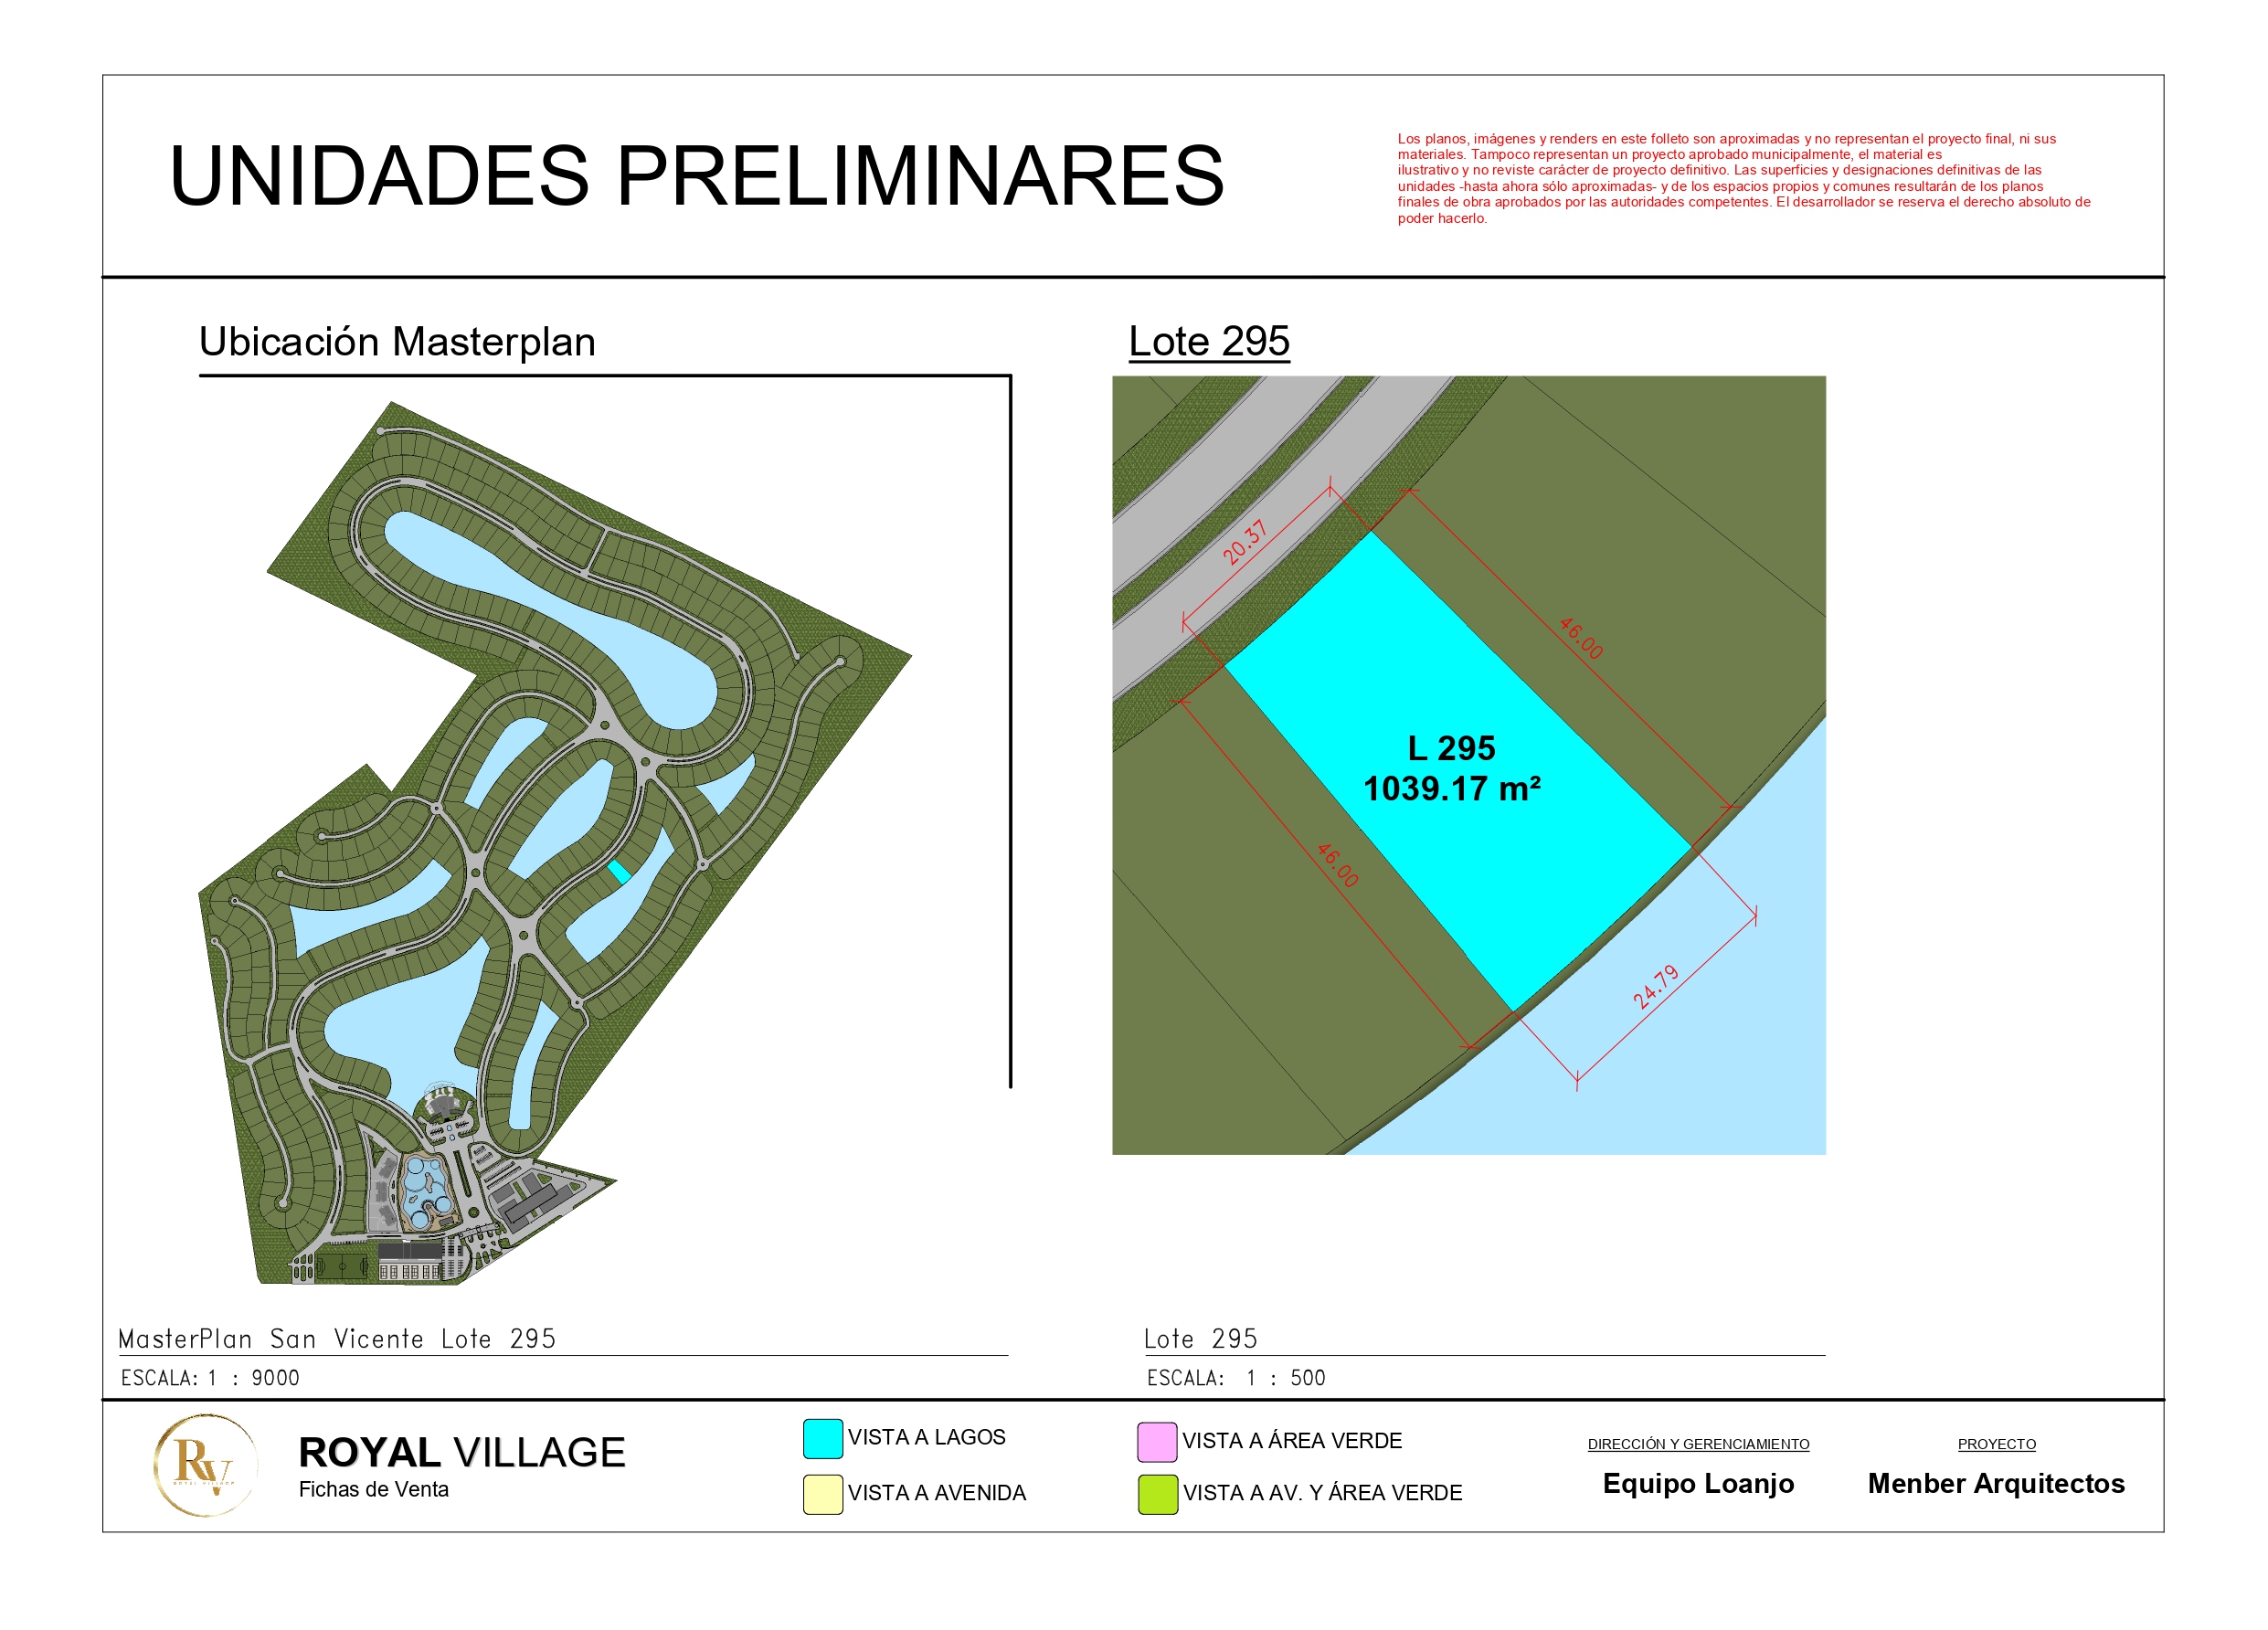 UNIDADES PRELIMINARES
Los planos, imágenes y renders en este folleto son aproximadas y no representan el proyecto final, ni sus
materiales. Tampoco representan un proyecto aprobado municipalmente, el material es
ilustrativo y no reviste carácter de proyecto definitivo. Las superficies y designaciones definitivas de las
unidades -hasta ahora sólo aproximadas- y de los espacios propios y comunes resultarán de los planos
finales de obra aprobados por las autoridades competentes. El desarrollador se reserva el derecho absoluto de
poder hacerlo.
Ubicación Masterplan
Lote 295
20.37
46.00
L 295
1039.17 m²
46.00
24.79
MasterPlan San Vicente Lote 295
ESCALA: 1 : 9000
Lote 295
ESCALA: 1 : 500
RV
ROYAL VILLAGE
ROYAL VILLAGE
Fichas de Venta
VISTA A LAGOS
VISTA A AVENIDA
VISTA A ÁREA VERDE
VISTA A AV. Y ÁREA VERDE
DIRECCIÓN Y GERENCIAMIENTO
Equipo Loanjo
PROYECTO
Menber Arquitectos